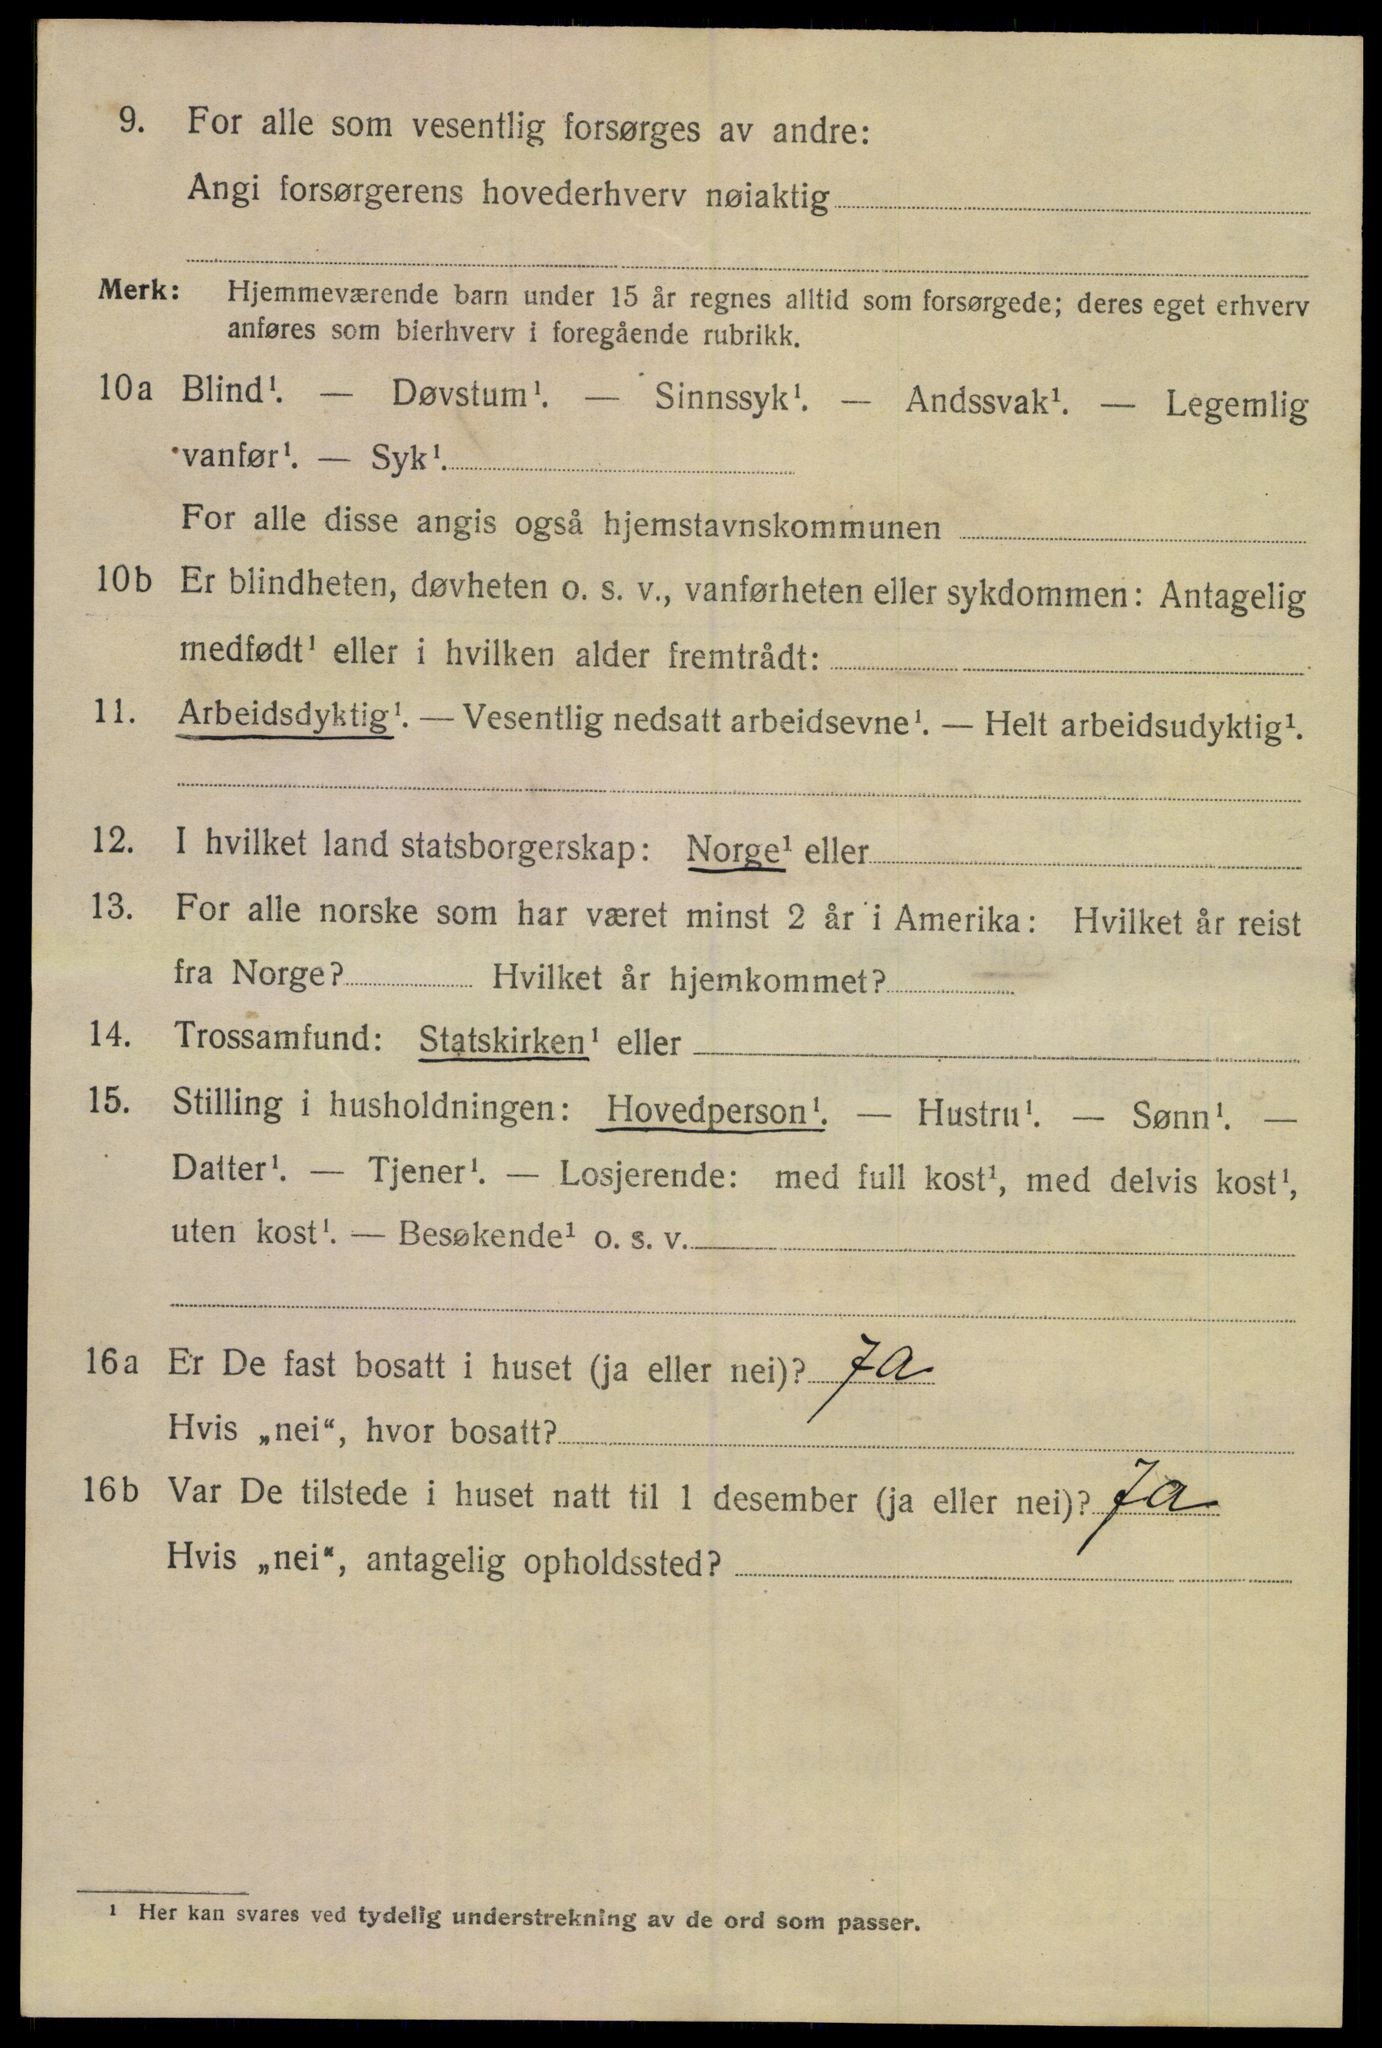 9. For alle som vesentlig forsørges av andre:
Angi forsørgerens hovederhverv nøiaktig
Merk: Hjemmeværende barn under 15 år regnes alltid som forsørgede; deres eget erhverv
anføres som bierhverv i foregående rubrikk.
10a Blind¹. — Døvstum¹. — Sinnssyk¹. — Andssvak¹. — Legemlig
vanfør¹. — Syk¹.
For alle disse angis også hjemstavnskommunen
10b Er blindheten, døvheten o. s. v., vanførheten eller sykdommen: Antagelig
medfødt¹ eller i hvilken alder fremtrådt:
11. Arbeidsdyktig¹. — Vesentlig nedsatt arbeidsevne¹. — Helt arbeidsudyktig¹.
12. I hvilket land statsborgerskap: Norge¹ eller
13. For alle norske som har været minst 2 år i Amerika: Hvilket år reist
fra Norge? Hvilket år hjemkommet?
14. Trossamfund: Statskirken¹ eller
15. Stilling i husholdningen: Hovedperson¹. — Hustru¹. — Sønn¹. —
Datter¹. — Tjener¹. — Losjerende: med full kost¹, med delvis kost¹,
uten kost¹. — Besøkende¹ o. s. v.
16a Er De fast bosatt i huset (ja eller nei)? Ja
Hvis „nei“, hvor bosatt?
16b Var De tilstede i huset natt til 1 desember (ja eller nei)? Ja
Hvis „nei“, antagelig opholdssted?
¹ Her kan svares ved tydelig understrekning av de ord som passer.